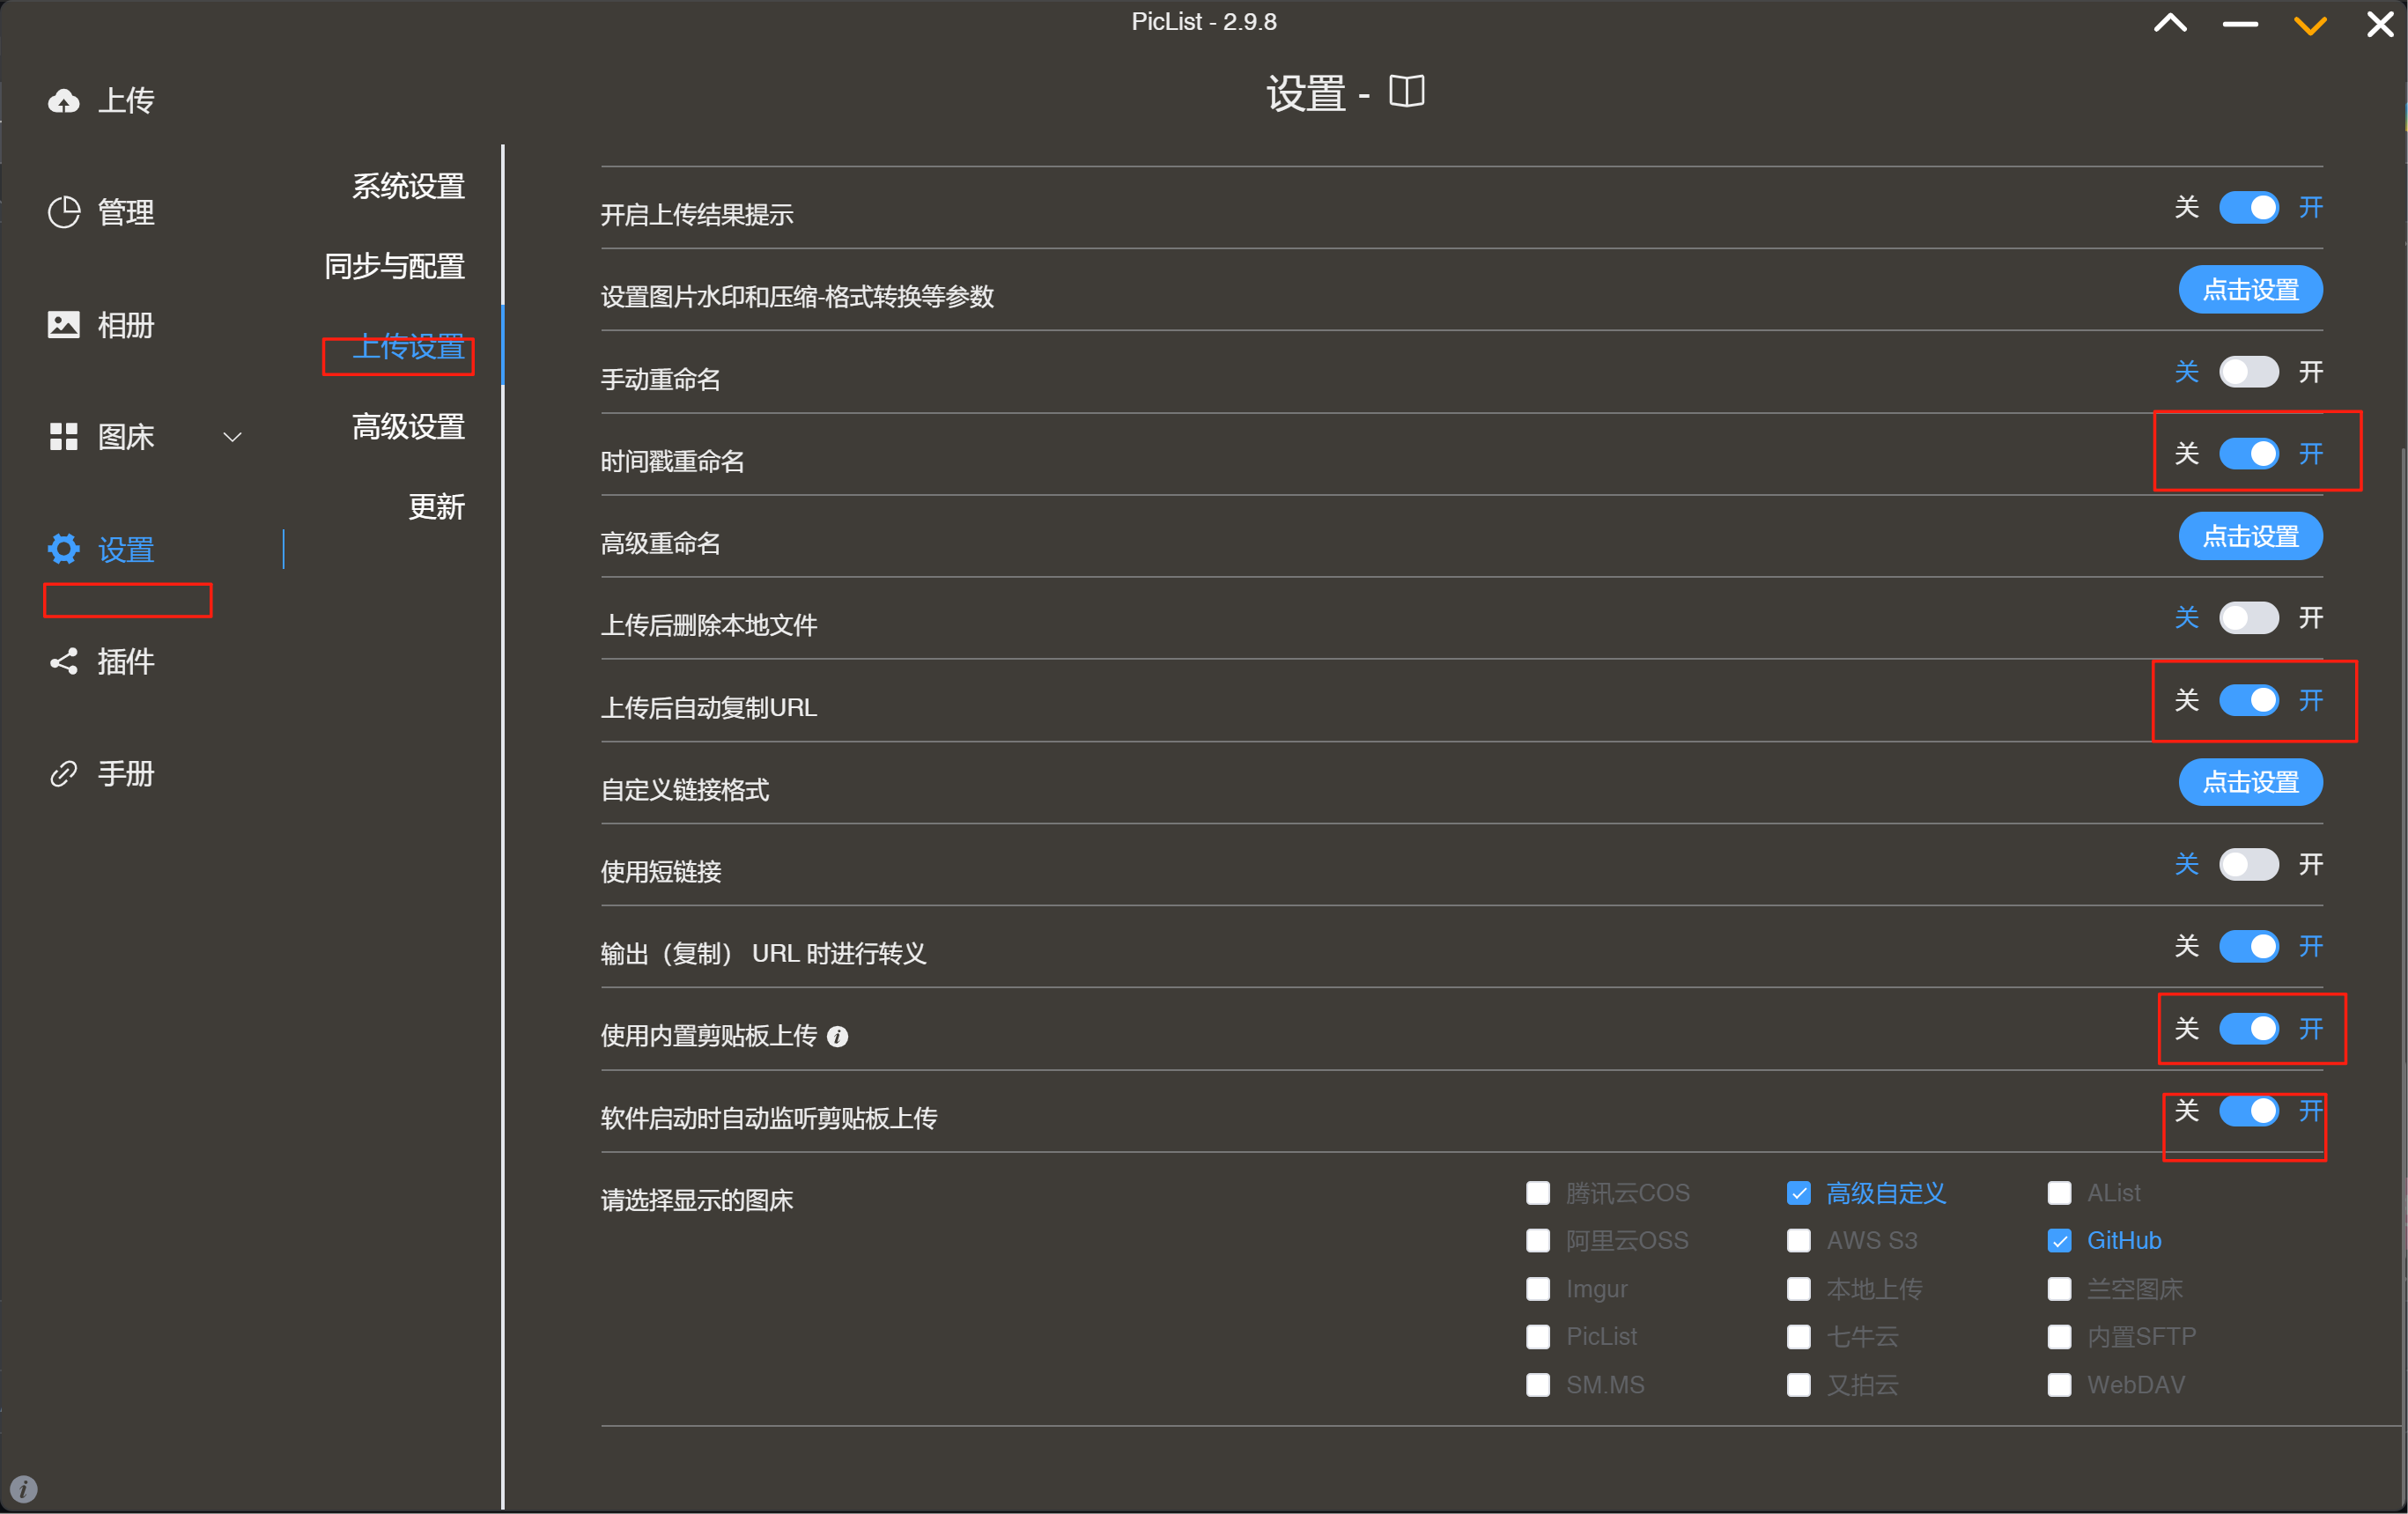 PicList - 2.9.8
设置 -
上传
管理
相册
图床
设置
插件
手册
系统设置
同步与配置
上传设置
高级设置
更新
开启上传结果提示 关 开
设置图片水印和压缩-格式转换等参数 点击设置
手动重命名 关 开
时间戳重命名 关 开
高级重命名 点击设置
上传后删除本地文件 关 开
上传后自动复制URL 关 开
自定义链接格式 点击设置
使用短链接 关 开
输出（复制） URL 时进行转义 关 开
使用内置剪贴板上传 关 开
软件启动时自动监听剪贴板上传 关 开
请选择显示的图床 腾讯云COS 高级自定义 AList
阿里云OSS AWS S3 GitHub
Imgur 本地上传 兰空图床
PicList 七牛云 内置SFTP
SM.MS 又拍云 WebDAV